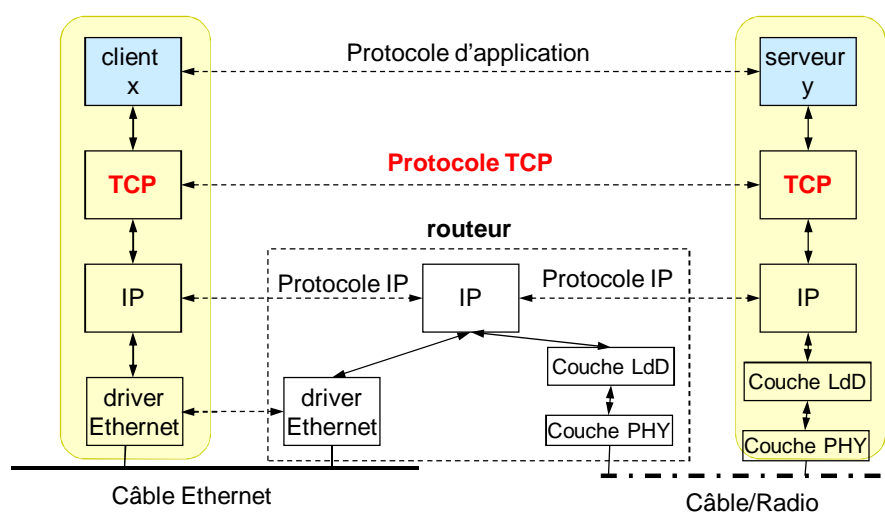 client
x
Protocole d'application
serveur
y
TCP
Protocole TCP
TCP
routeur
IP
Protocole IP
IP
Protocole IP
IP
driver
Ethernet
driver
Ethernet
Couche LdD
Couche PHY
Couche LdD
Couche PHY
Câble Ethernet
Câble/Radio